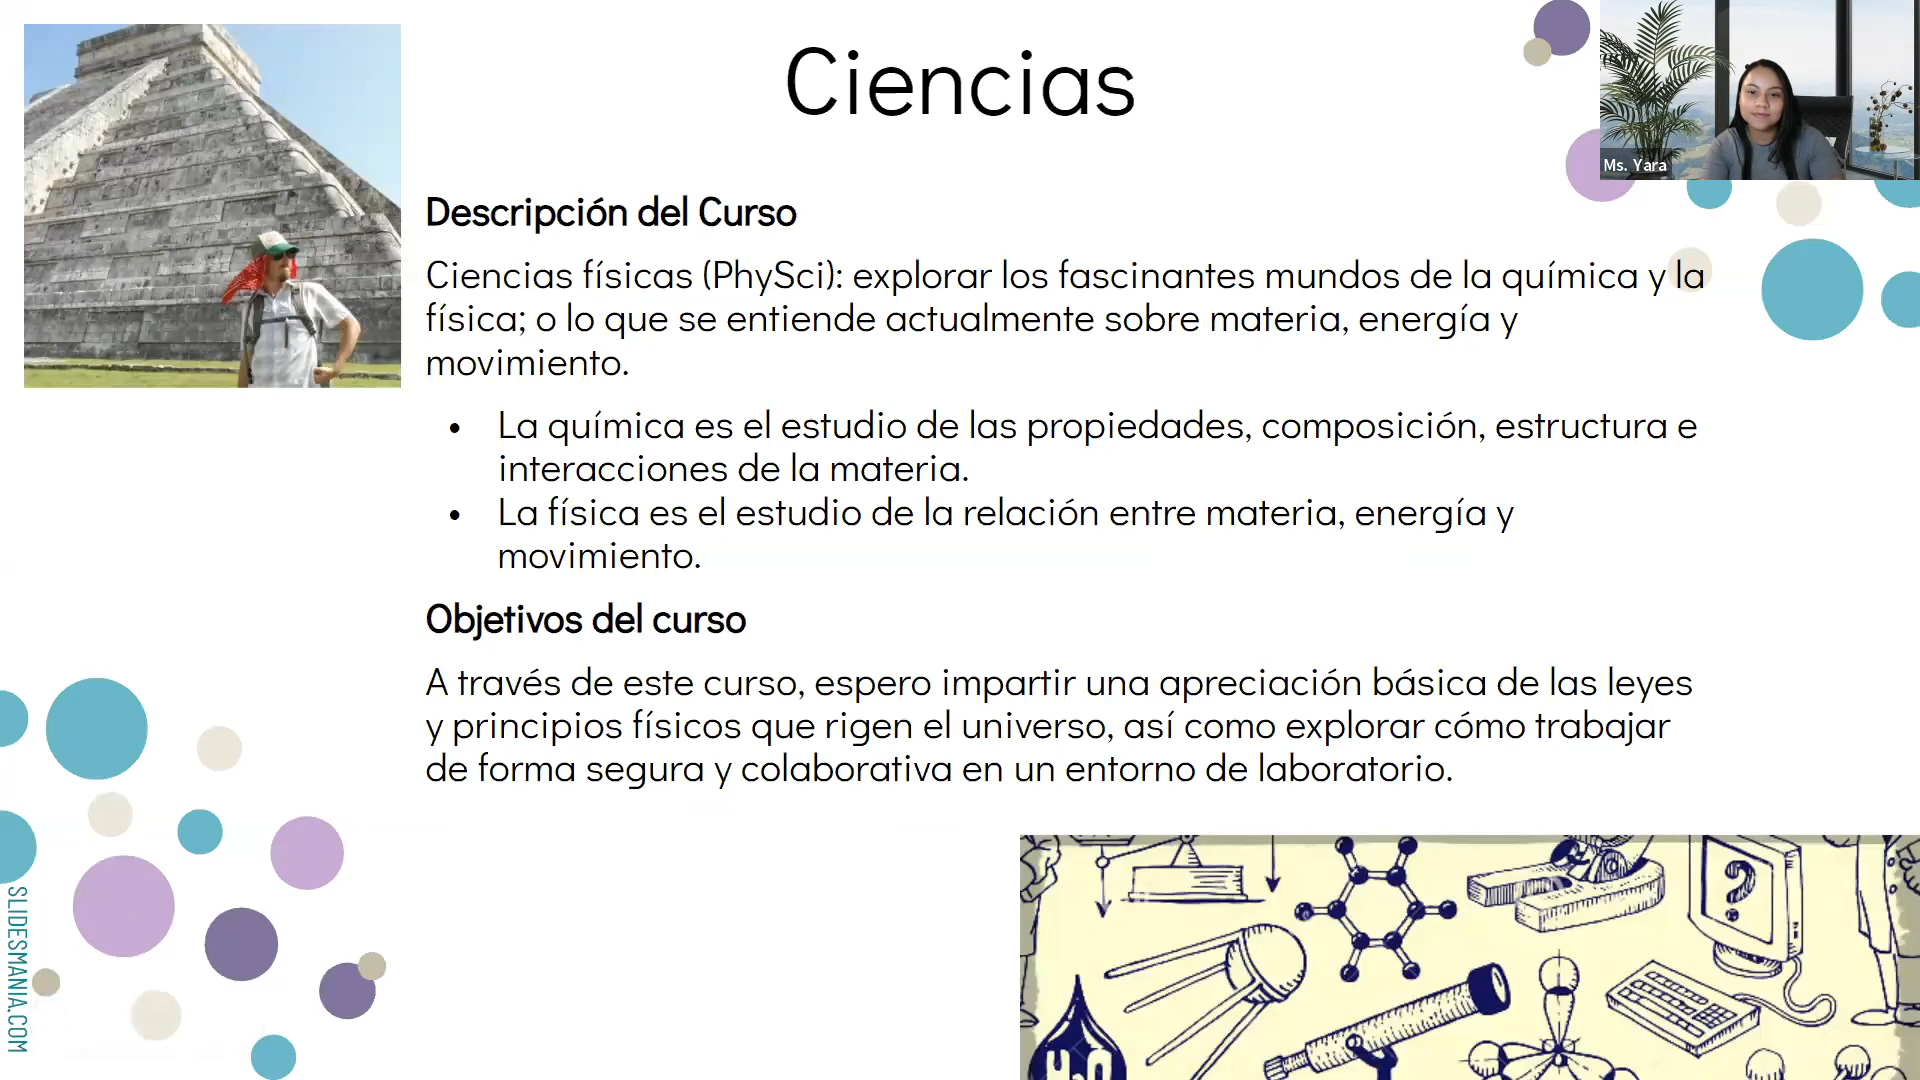 Ciencias
Ms. Yara
Descripción del Curso
Ciencias físicas (PhySci): explorar los fascinantes mundos de la química y la
física; o lo que se entiende actualmente sobre materia, energía y
movimiento.
• La química es el estudio de las propiedades, composición, estructura e
interacciones de la materia.
• La física es el estudio de la relación entre materia, energía y
movimiento.
Objetivos del curso
A través de este curso, espero impartir una apreciación básica de las leyes
y principios físicos que rigen el universo, así como explorar cómo trabajar
de forma segura y colaborativa en un entorno de laboratorio.
SLIDESMANIA.COM
?
H2O